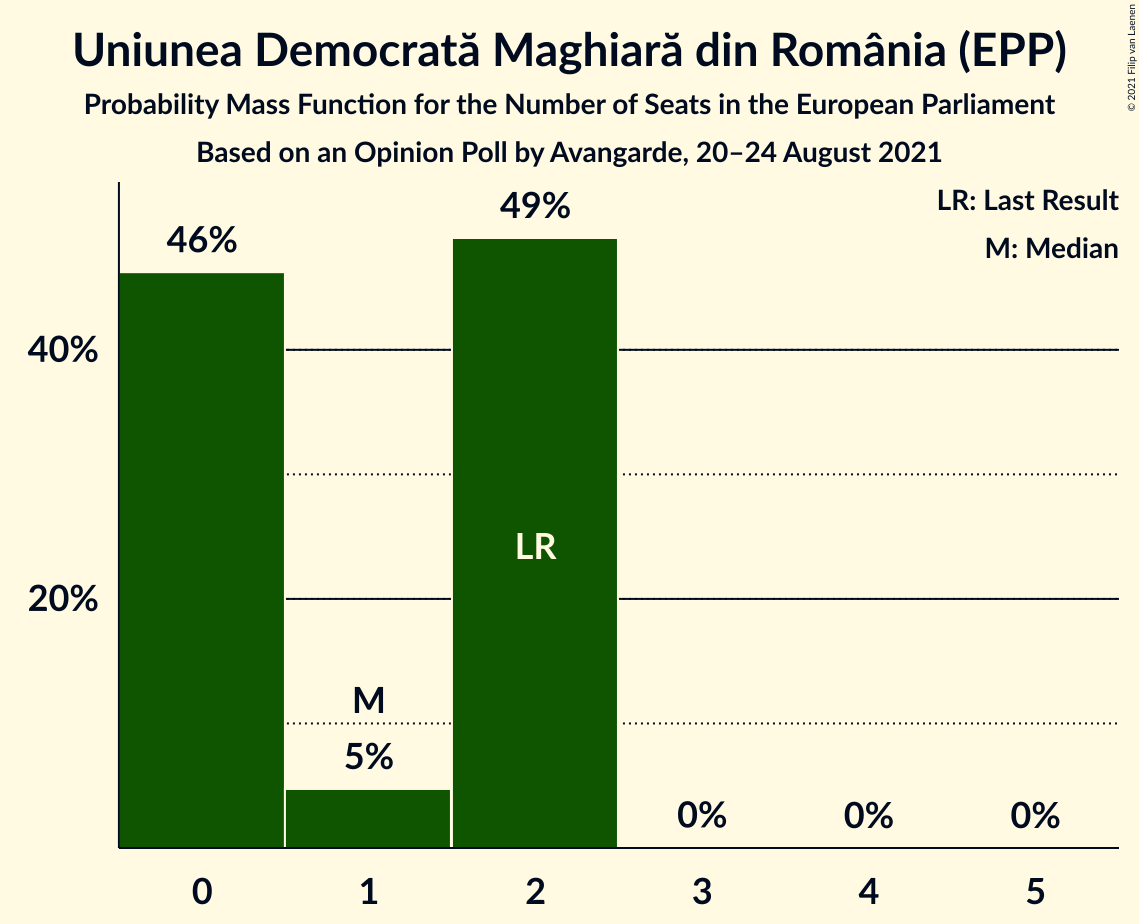 Uniunea Democrată Maghiară din România (EPP)
Probability Mass Function for the Number of Seats in the European Parliament
Based on an Opinion Poll by Avangarde, 20–24 August 2021
© 2021 Filip van Laenen
LR: Last Result
M: Median
49%
46%
40%
LR
20%
M
5%
0%
0%
0%
0
1
2
3
4
5